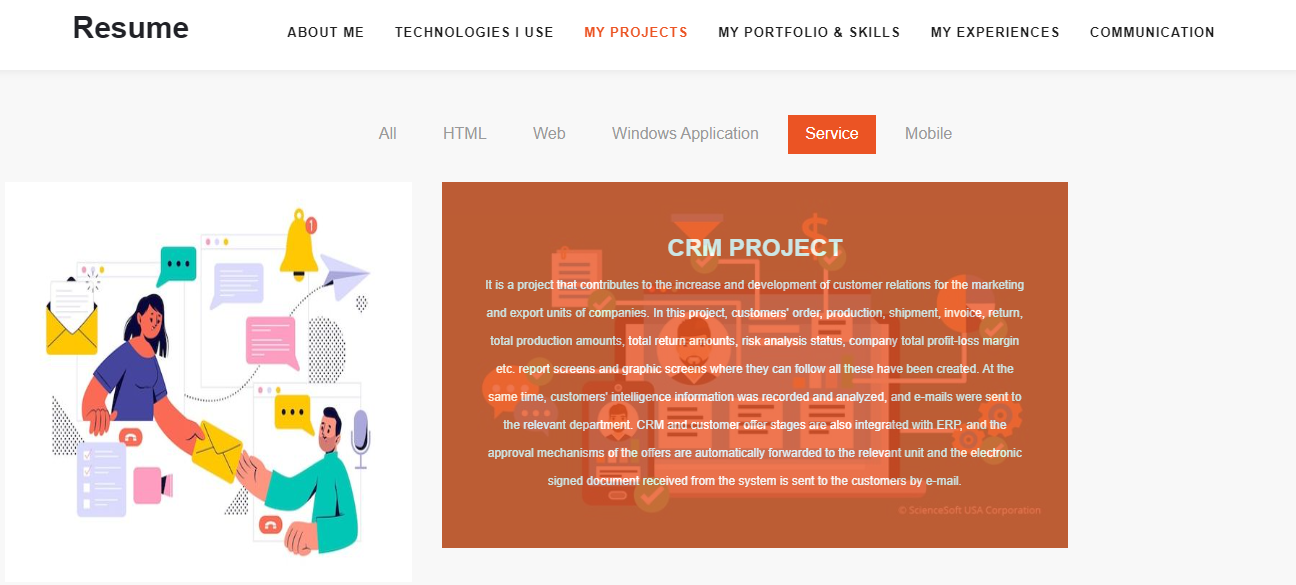 Resume
ABOUT ME
TECHNOLOGIES I USE
MY PROJECTS
MY PORTFOLIO & SKILLS
MY EXPERIENCES
COMMUNICATION
All
HTML
Web
Windows Application
Service
Mobile
1
CRM PROJECT
It is a project that contributes to the increase and development of customer relations for the marketing
and export units of companies. In this project, customers' order, production, shipment, invoice, return,
total production amounts, total return amounts, risk analysis status, company total profit-loss margin
etc. report screens and graphic screens where they can follow all these have been created. At the
same time, customers' intelligence information was recorded and analyzed, and e-mails were sent to
the relevant department. CRM and customer offer stages are also integrated with ERP, and the
approval mechanisms of the offers are automatically forwarded to the relevant unit and the electronic
signed document received from the system is sent to the customers by e-mail.
© ScienceSoft USA Corporation